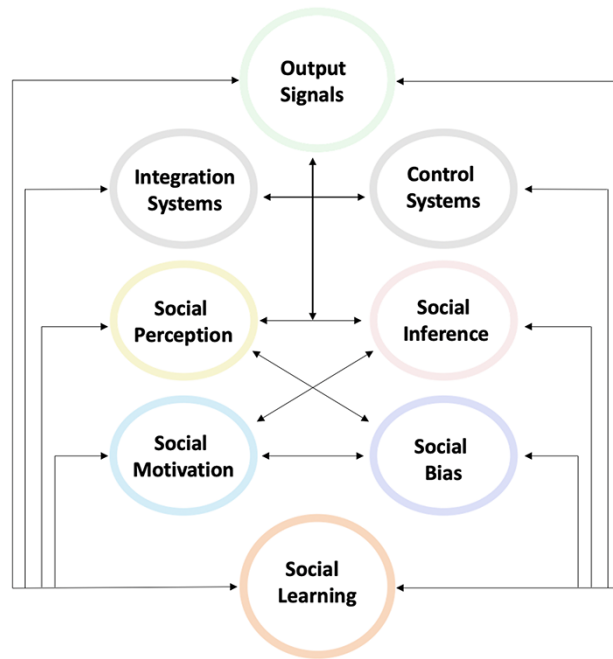 Output
Signals
Integration
Systems
Control
Systems
Social
Perception
Social
Inference
Social
Motivation
Social
Bias
Social
Learning